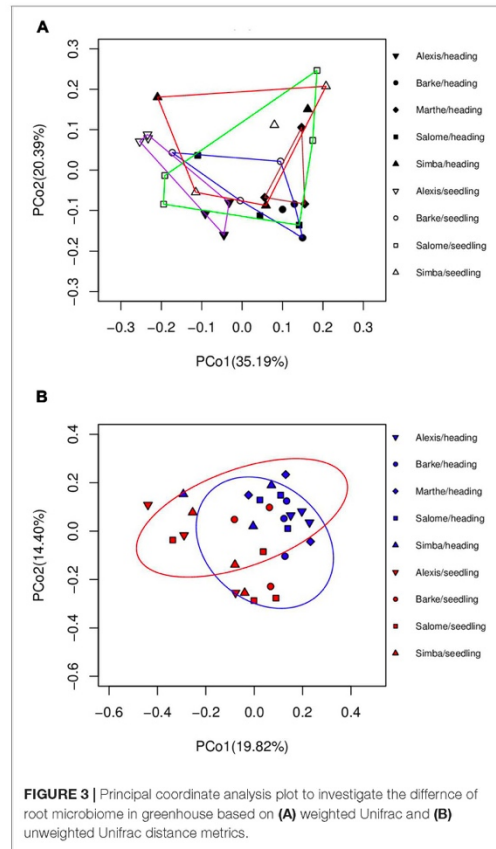 A
PCo2(20.39%)
0.3
0.2
0.1
0.0
−0.1
−0.2
−0.3
−0.3 −0.2 −0.1 0.0 0.1 0.2 0.3
PCo1(35.19%)
Alexis/heading
Barke/heading
Marthe/heading
Salome/heading
Simba/heading
Alexis/seedling
Barke/seedling
Salome/seedling
Simba/seedling
B
PCo2(14.40%)
0.4
0.2
0.0
−0.2
−0.4
−0.6
−0.6 −0.4 −0.2 0.0 0.2 0.4
PCo1(19.82%)
Alexis/heading
Barke/heading
Marthe/heading
Salome/heading
Simba/heading
Alexis/seedling
Barke/seedling
Salome/seedling
Simba/seedling
FIGURE 3 | Principal coordinate analysis plot to investigate the differnce of
root microbiome in greenhouse based on (A) weighted Unifrac and (B)
unweighted Unifrac distance metrics.